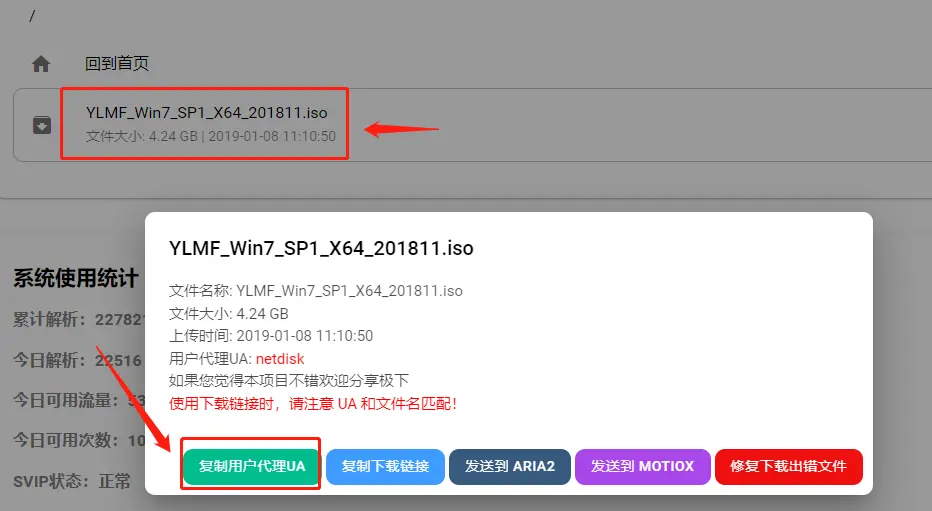 /
回到首页
YLMF_Win7_SP1_X64_201811.iso
文件大小: 4.24 GB | 2019-01-08 11:10:50
YLMF_Win7_SP1_X64_201811.iso
文件名称: YLMF_Win7_SP1_X64_201811.iso
文件大小: 4.24 GB
上传时间: 2019-01-08 11:10:50
用户代理UA: netdisk
如果您觉得本项目不错欢迎分享极下
使用下载链接时，请注意 UA 和文件名匹配！
复制用户代理UA
复制下载链接
发送到 ARIA2
发送到 MOTIOX
修复下载出错文件
系统使用统计
累计解析：
今日解析：22516
今日可用流量：
今日可用次数：
SVIP状态：正常